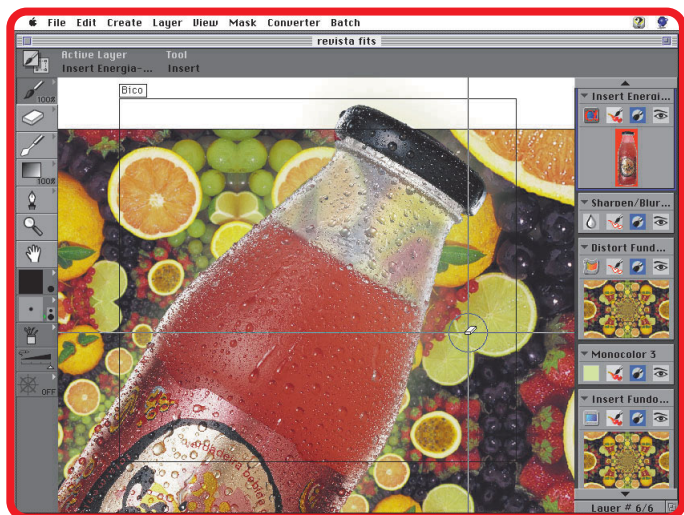 File Edit Create Layer View Mask Converter Batch
revista fits
Active Layer Tool
Insert Energia-... Insert
100%
100%
OFF
Bico
Insert Energi...
Sharpen/Blur...
Distort Fund...
Monocolor 3
Insert Fundo...
Layer # 6/6